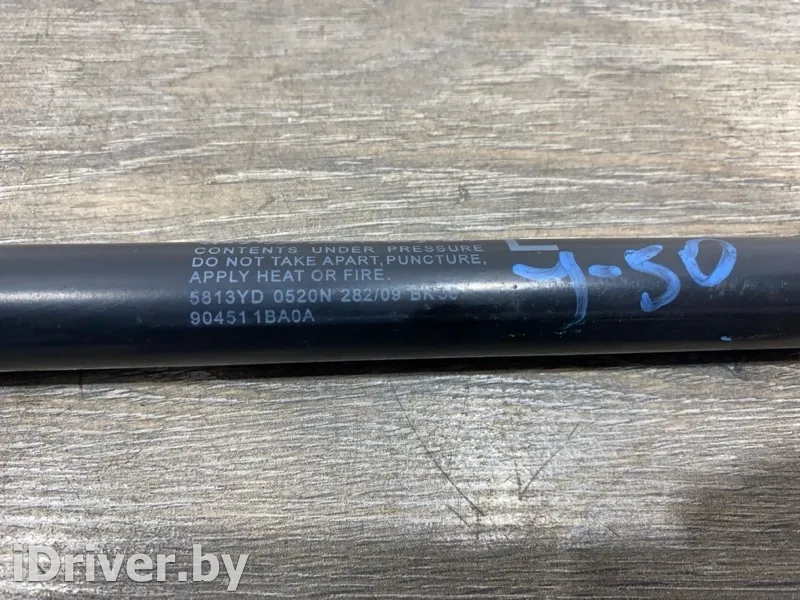 CONTENTS UNDER PRESSURE
DO NOT TAKE APART, PUNCTURE,
APPLY HEAT OR FIRE.
5813YD 0520N 282/09
904511BA0A
L
y-50
iDriver.by